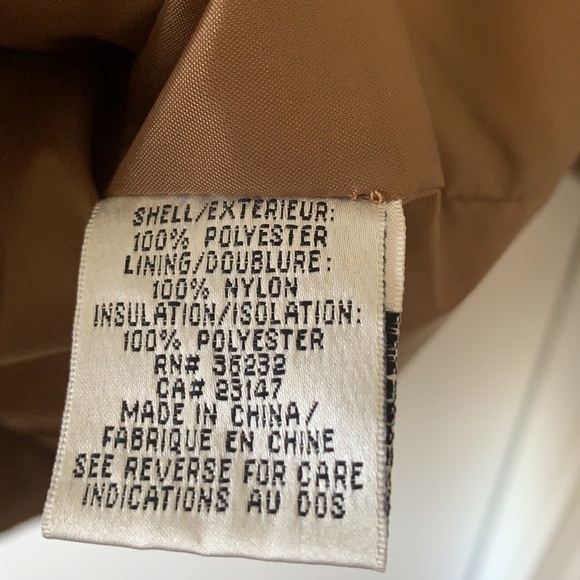 SHELL/EXTERIEUR:
100% POLYESTER
LINING/DOUBLURE:
100% NYLON
INSULATION/ISOLATION:
100% POLYESTER
RN# 36232
CA# 23147
MADE IN CHINA/
FABRIQUE EN CHINE
SEE REVERSE FOR CARE
INDICATIONS AU DOS